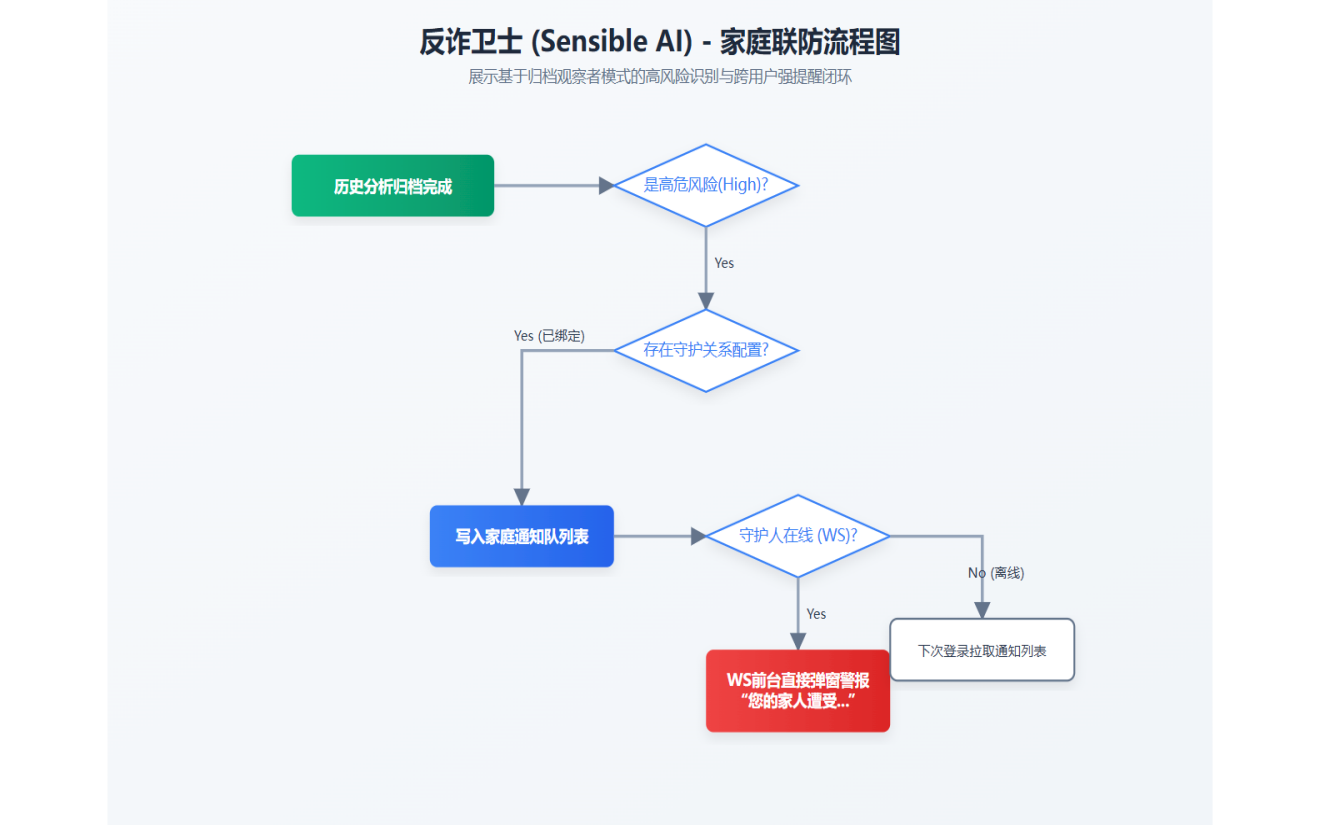 反诈卫士 (Sensible AI) - 家庭联防流程图
展示基于归档观察者模式的高风险识别与跨用户强提醒闭环
历史分析归档完成
是高危风险(High)?
Yes
存在守护关系配置?
Yes (已绑定)
写入家庭通知队列表
守护人在线 (WS)?
No (离线)
Yes
下次登录拉取通知列表
WS前台直接弹窗警报
“您的家人遭受...”